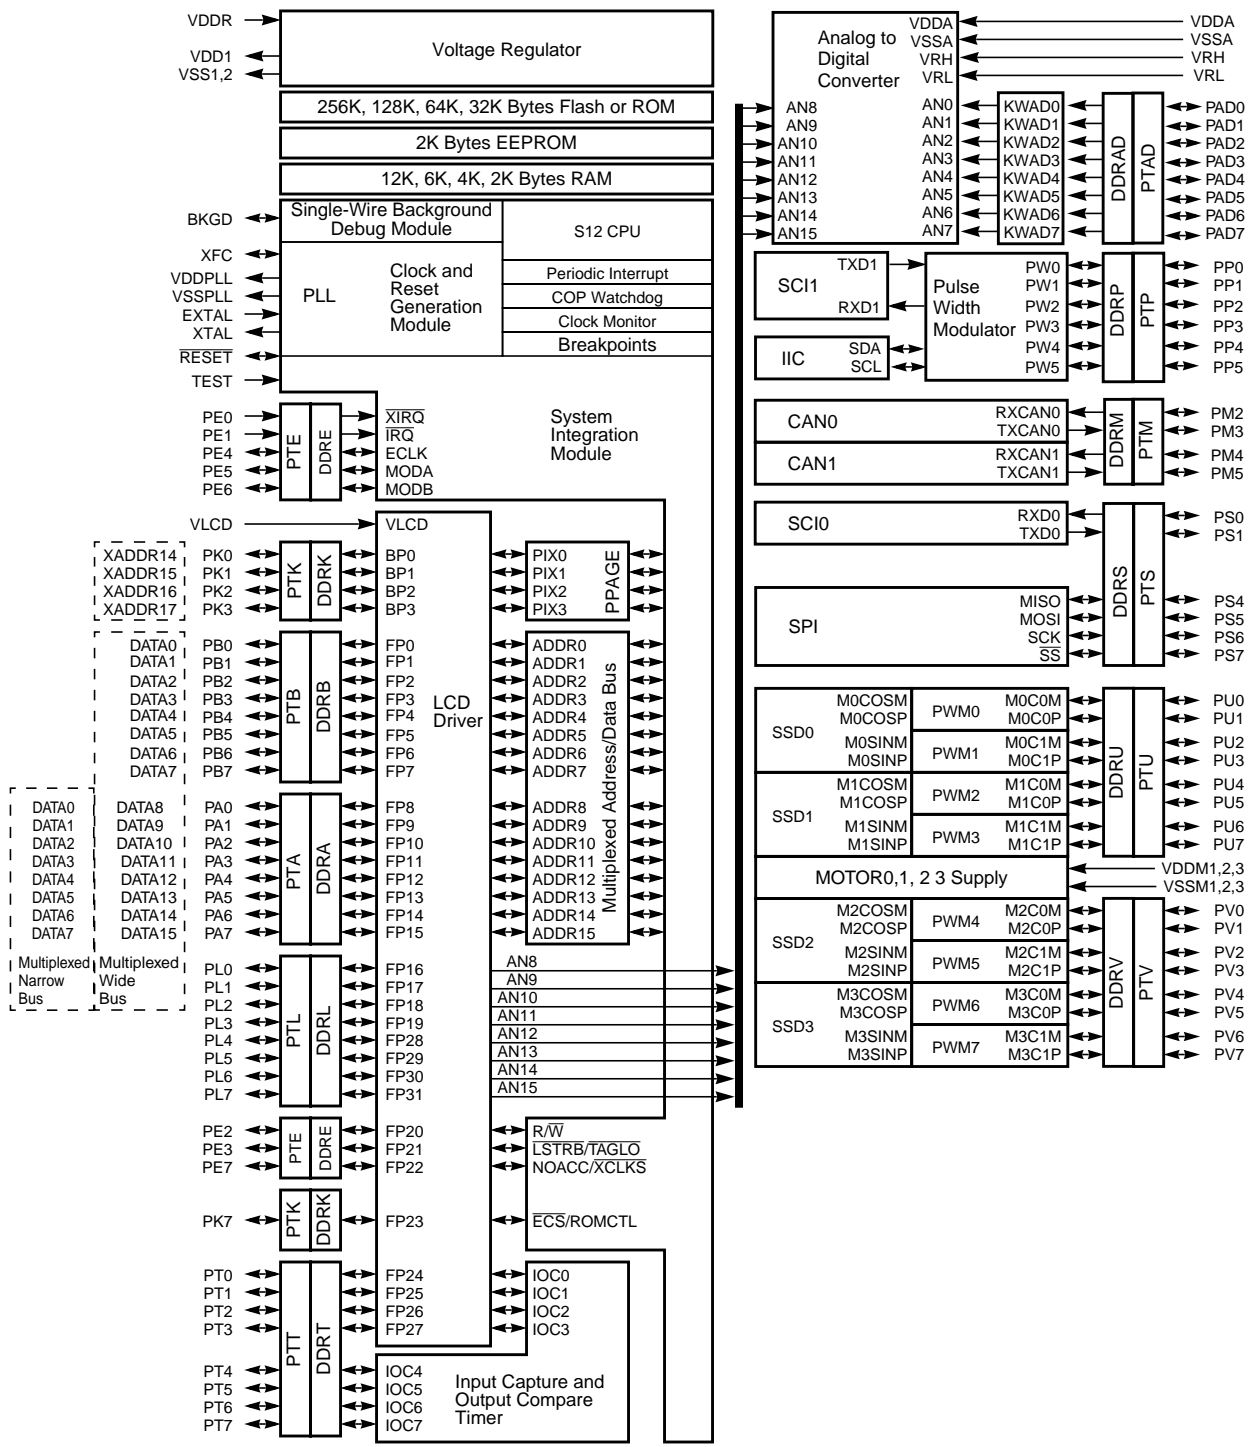 VDDR
VDD1
VSS1,2
Voltage Regulator
256K, 128K, 64K, 32K Bytes Flash or ROM
2K Bytes EEPROM
12K, 6K, 4K, 2K Bytes RAM
BKGD
XFC
VDDPLL
VSSPLL
EXTAL
XTAL
RESET
TEST
Single-Wire Background
Debug Module
S12 CPU
PLL
Clock and
Reset
Generation
Module
Periodic Interrupt
COP Watchdog
Clock Monitor
Breakpoints
System
Integration
Module
PE0
PE1
PE4
PE5
PE6
PTE
DDRE
XIRQ
IRQ
ECLK
MODA
MODB
VLCD
VLCD
XADDR14
XADDR15
XADDR16
XADDR17
PK0
PK1
PK2
PK3
PTK
DDRK
BP0
BP1
BP2
BP3
PIX0
PIX1
PIX2
PIX3
PPAGE
DATA0
DATA1
DATA2
DATA3
DATA4
DATA5
DATA6
DATA7
PB0
PB1
PB2
PB3
PB4
PB5
PB6
PB7
PTB
DDRB
FP0
FP1
FP2
FP3
FP4
FP5
FP6
FP7
LCD
Driver
ADDR0
ADDR1
ADDR2
ADDR3
ADDR4
ADDR5
ADDR6
ADDR7
Multiplexed Address/Data Bus
DATA0
DATA1
DATA2
DATA3
DATA4
DATA5
DATA6
DATA7
Multiplexed
Narrow
Bus
DATA8
DATA9
DATA10
DATA11
DATA12
DATA13
DATA14
DATA15
Multiplexed
Wide
Bus
PA0
PA1
PA2
PA3
PA4
PA5
PA6
PA7
PTA
DDRA
FP8
FP9
FP10
FP11
FP12
FP13
FP14
FP15
ADDR8
ADDR9
ADDR10
ADDR11
ADDR12
ADDR13
ADDR14
ADDR15
PL0
PL1
PL2
PL3
PL4
PL5
PL6
PL7
PTL
DDRL
FP16
FP17
FP18
FP19
FP28
FP29
FP30
FP31
AN8
AN9
AN10
AN11
AN12
AN13
AN14
AN15
PE2
PE3
PE7
PTE
DDRE
FP20
FP21
FP22
R/W
LSTRB/TAGLO
NOACC/XCLKS
PK7
PTK
DDRK
FP23
ECS/ROMCTL
PT0
PT1
PT2
PT3
PT4
PT5
PT6
PT7
PTT
DDRT
FP24
FP25
FP26
FP27
IOC0
IOC1
IOC2
IOC3
IOC4
IOC5
IOC6
IOC7
Input Capture and
Output Compare
Timer
Analog to
Digital
Converter
VDDA
VSSA
VRH
VRL
VDDA
VSSA
VRH
VRL
AN8
AN9
AN10
AN11
AN12
AN13
AN14
AN15
AN0
AN1
AN2
AN3
AN4
AN5
AN6
AN7
KWAD0
KWAD1
KWAD2
KWAD3
KWAD4
KWAD5
KWAD6
KWAD7
DDRAD
PTAD
PAD0
PAD1
PAD2
PAD3
PAD4
PAD5
PAD6
PAD7
SCI1
TXD1
RXD1
IIC
SDA
SCL
Pulse
Width
Modulator
PW0
PW1
PW2
PW3
PW4
PW5
DDRP
PTP
PP0
PP1
PP2
PP3
PP4
PP5
CAN0
RXCAN0
TXCAN0
CAN1
RXCAN1
TXCAN1
DDRM
PTM
PM2
PM3
PM4
PM5
SCI0
RXD0
TXD0
SPI
MISO
MOSI
SCK
SS
DDRS
PTS
PS0
PS1
PS4
PS5
PS6
PS7
SSD0
M0COSM
M0COSP
M0SINM
M0SINP
PWM0
PWM1
M0C0M
M0C0P
M0C1M
M0C1P
SSD1
M1COSM
M1COSP
M1SINM
M1SINP
PWM2
PWM3
M1C0M
M1C0P
M1C1M
M1C1P
DDRU
PTU
PU0
PU1
PU2
PU3
PU4
PU5
PU6
PU7
MOTOR0,1, 2 3 Supply
VDDM1,2,3
VSSM1,2,3
SSD2
M2COSM
M2COSP
M2SINM
M2SINP
PWM4
PWM5
M2C0M
M2C0P
M2C1M
M2C1P
SSD3
M3COSM
M3COSP
M3SINM
M3SINP
PWM6
PWM7
M3C0M
M3C0P
M3C1M
M3C1P
DDRV
PTV
PV0
PV1
PV2
PV3
PV4
PV5
PV6
PV7